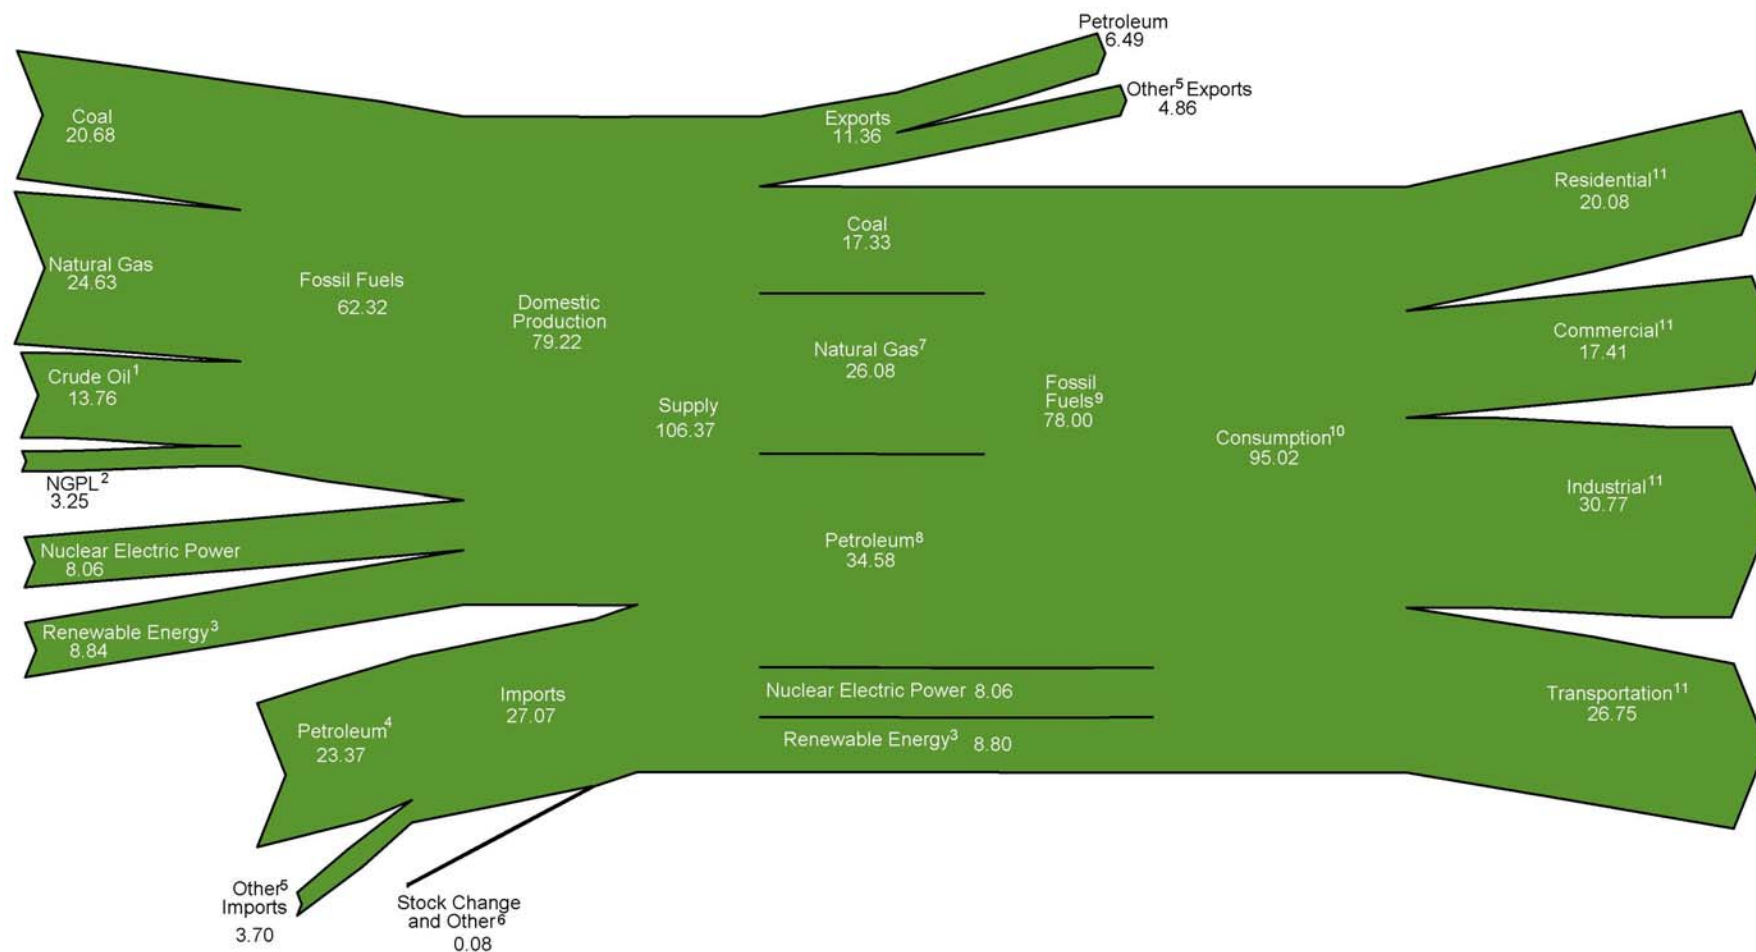 Petroleum
6.49
Other⁵ Exports
4.86
Coal
20.68
Exports
11.36
Residential¹¹
20.08
Coal
17.33
Natural Gas
24.63
Fossil Fuels
62.32
Domestic
Production
79.22
Natural Gas⁷
26.08
Commercial¹¹
17.41
Crude Oil¹
13.76
Supply
106.37
Fossil
Fuels⁹
78.00
Consumption¹⁰
95.02
NGPL²
3.25
Industrial¹¹
30.77
Nuclear Electric Power
8.06
Petroleum⁸
34.58
Renewable Energy³
8.84
Imports
27.07
Nuclear Electric Power 8.06
Transportation¹¹
26.75
Petroleum⁴
23.37
Renewable Energy³ 8.80
Other⁵
Imports
3.70
Stock Change
and Other⁶
0.08